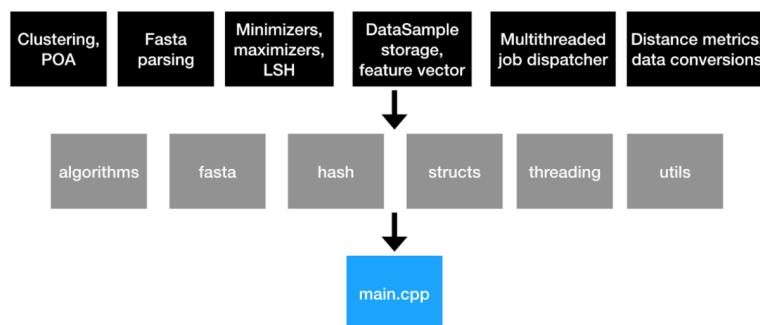 Clustering,
POA
Fasta
parsing
Minimizers,
maximizers,
LSH
DataSample
storage,
feature vector
Multithreaded
job dispatcher
Distance metrics,
data conversions
algorithms
fasta
hash
structs
threading
utils
main.cpp